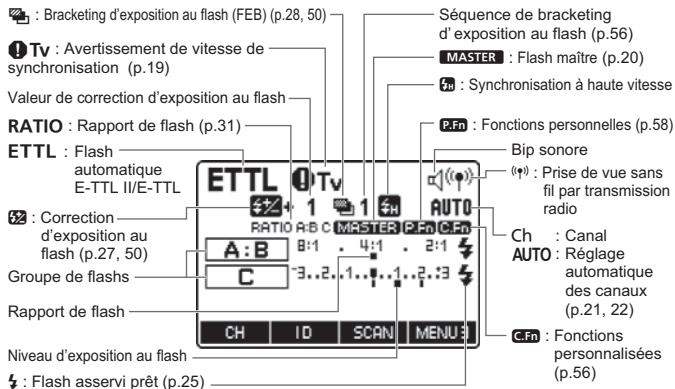 : Bracketing d'exposition au flash (FEB) (p.28, 50)
Tv : Avertissement de vitesse de
synchronisation (p.19)
Valeur de correction d'exposition au flash
RATIO : Rapport de flash (p.31)
ETTL : Flash
automatique
E-TTL II/E-TTL
: Correction
d'exposition au
flash (p.27, 50)
Groupe de flashs
Rapport de flash
Niveau d'exposition au flash
: Flash asservi prêt (p.25)
Séquence de bracketing
d'exposition au flash (p.56)
MASTER : Flash maître (p.20)
: Synchronisation à haute vitesse
P.Fn : Fonctions personnelles (p.58)
Bip sonore
: Prise de vue sans
fil par transmission
radio
Ch : Canal
AUTO : Réglage
automatique
des canaux
(p.21, 22)
C.Fn : Fonctions
personnalisées
(p.56)
ETTL Tv
+ 1 1 H AUTO
RATIO A:B C MASTER P.Fn C.Fn
A:B 8:1 . 4:1 . 2:1
C -3..2..1..0..1..2.:3
CH ID SCAN MENU 3